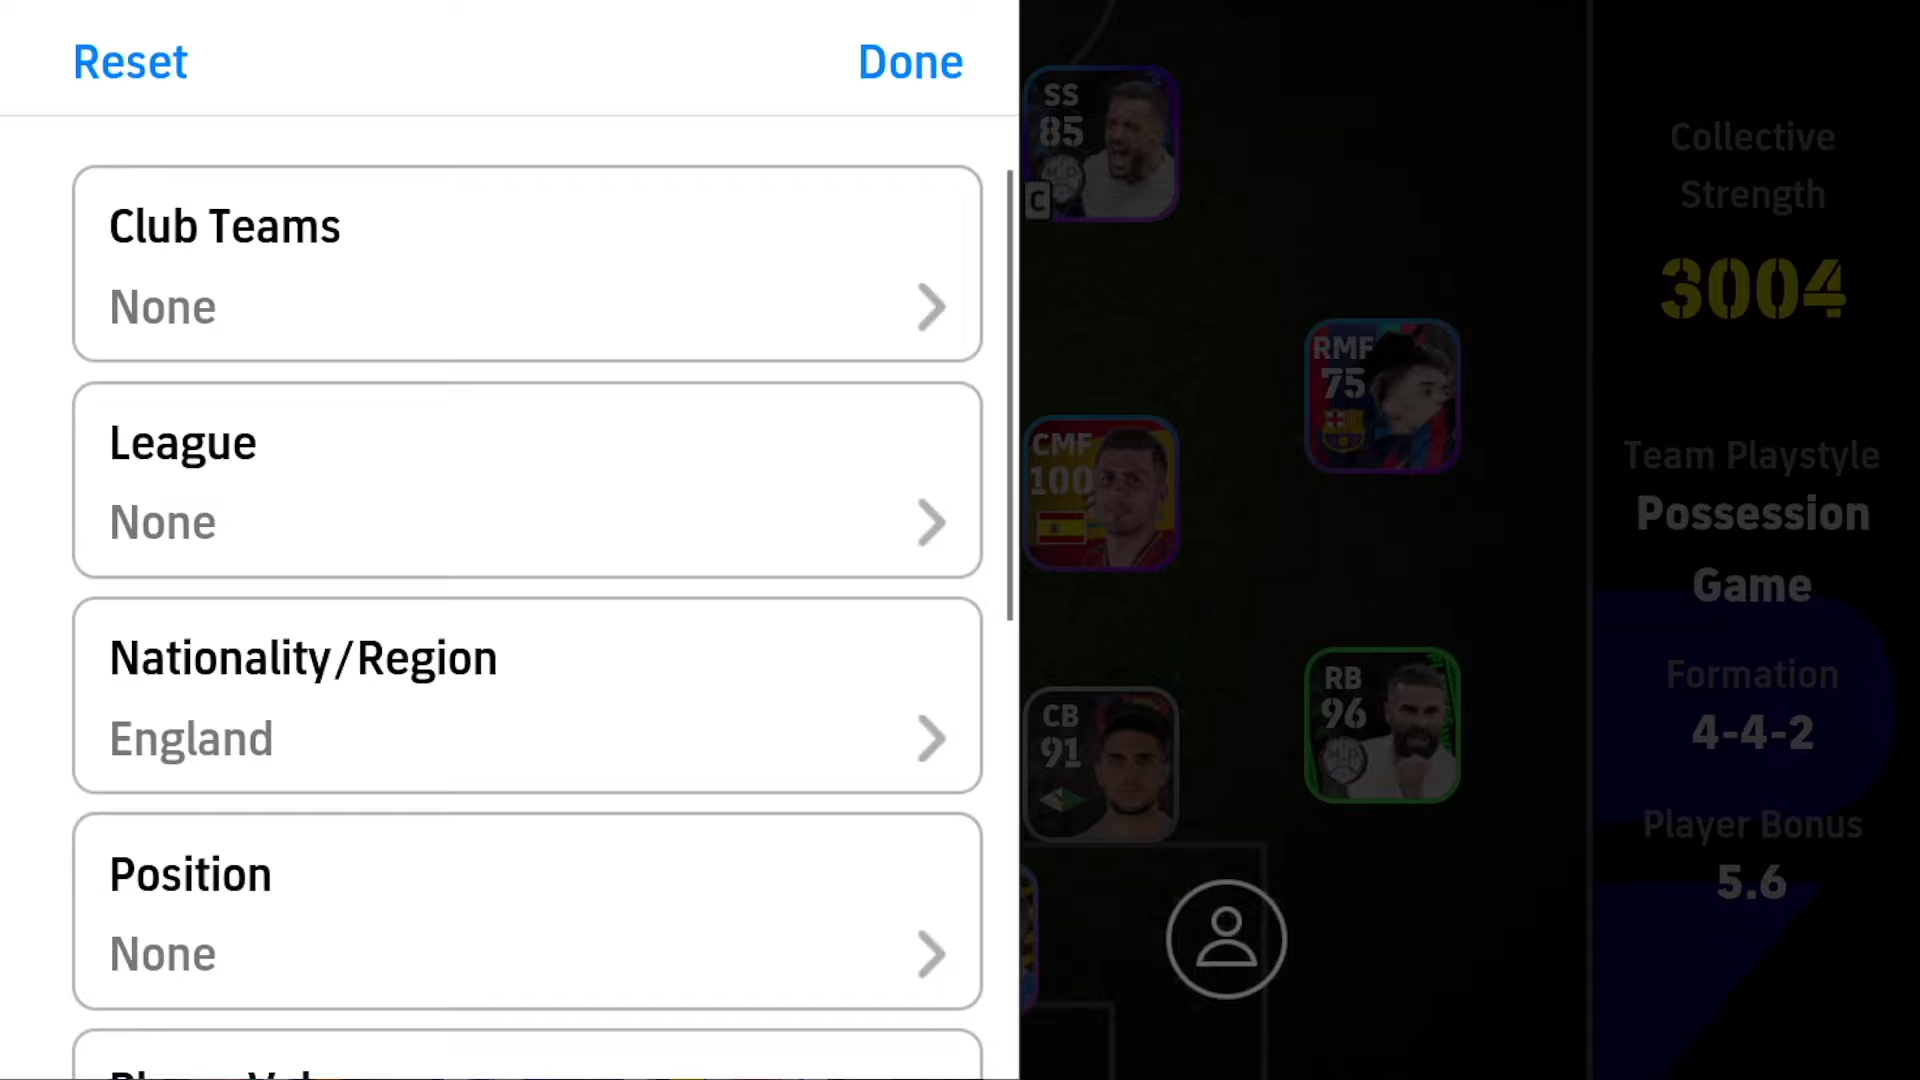 Reset
Done
Club Teams
None
League
None
Nationality/Region
England
Position
None
SS
85
C
RMF
75
CMF
100
CB
91
RB
96
Collective
Strength
3004
Team Playstyle
Possession
Game
Formation
4-4-2
Player Bonus
5.6